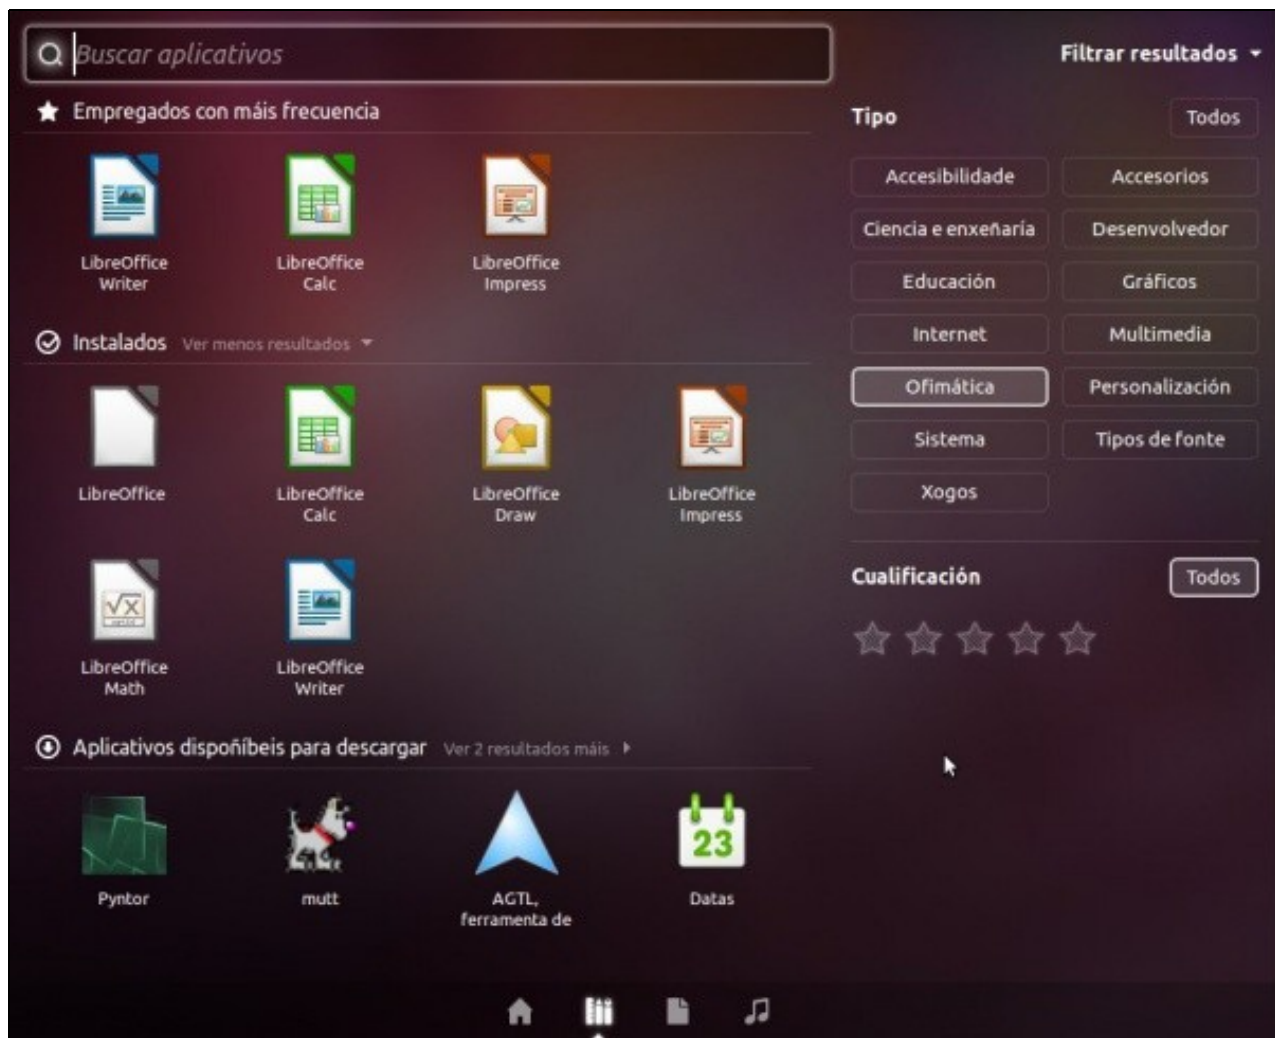 Buscar aplicativos
Filtrar resultados
Empregados con máis frecuencia
LibreOffice
Writer
LibreOffice
Calc
LibreOffice
Impress
Instalados Ver menos resultados
LibreOffice
LibreOffice
Calc
LibreOffice
Draw
LibreOffice
Impress
LibreOffice
Math
LibreOffice
Writer
Aplicativos dispoñíbeis para descargar Ver 2 resultados máis
Pyntor
mutt
AGTL,
ferramenta de
23
Datas
Tipo Todos
Accesibilidade Accesorios
Ciencia e enxeñaría Desenvolvedor
Educación Gráficos
Internet Multimedia
Ofimática Personalización
Sistema Tipos de fonte
Xogos
Cualificación Todos